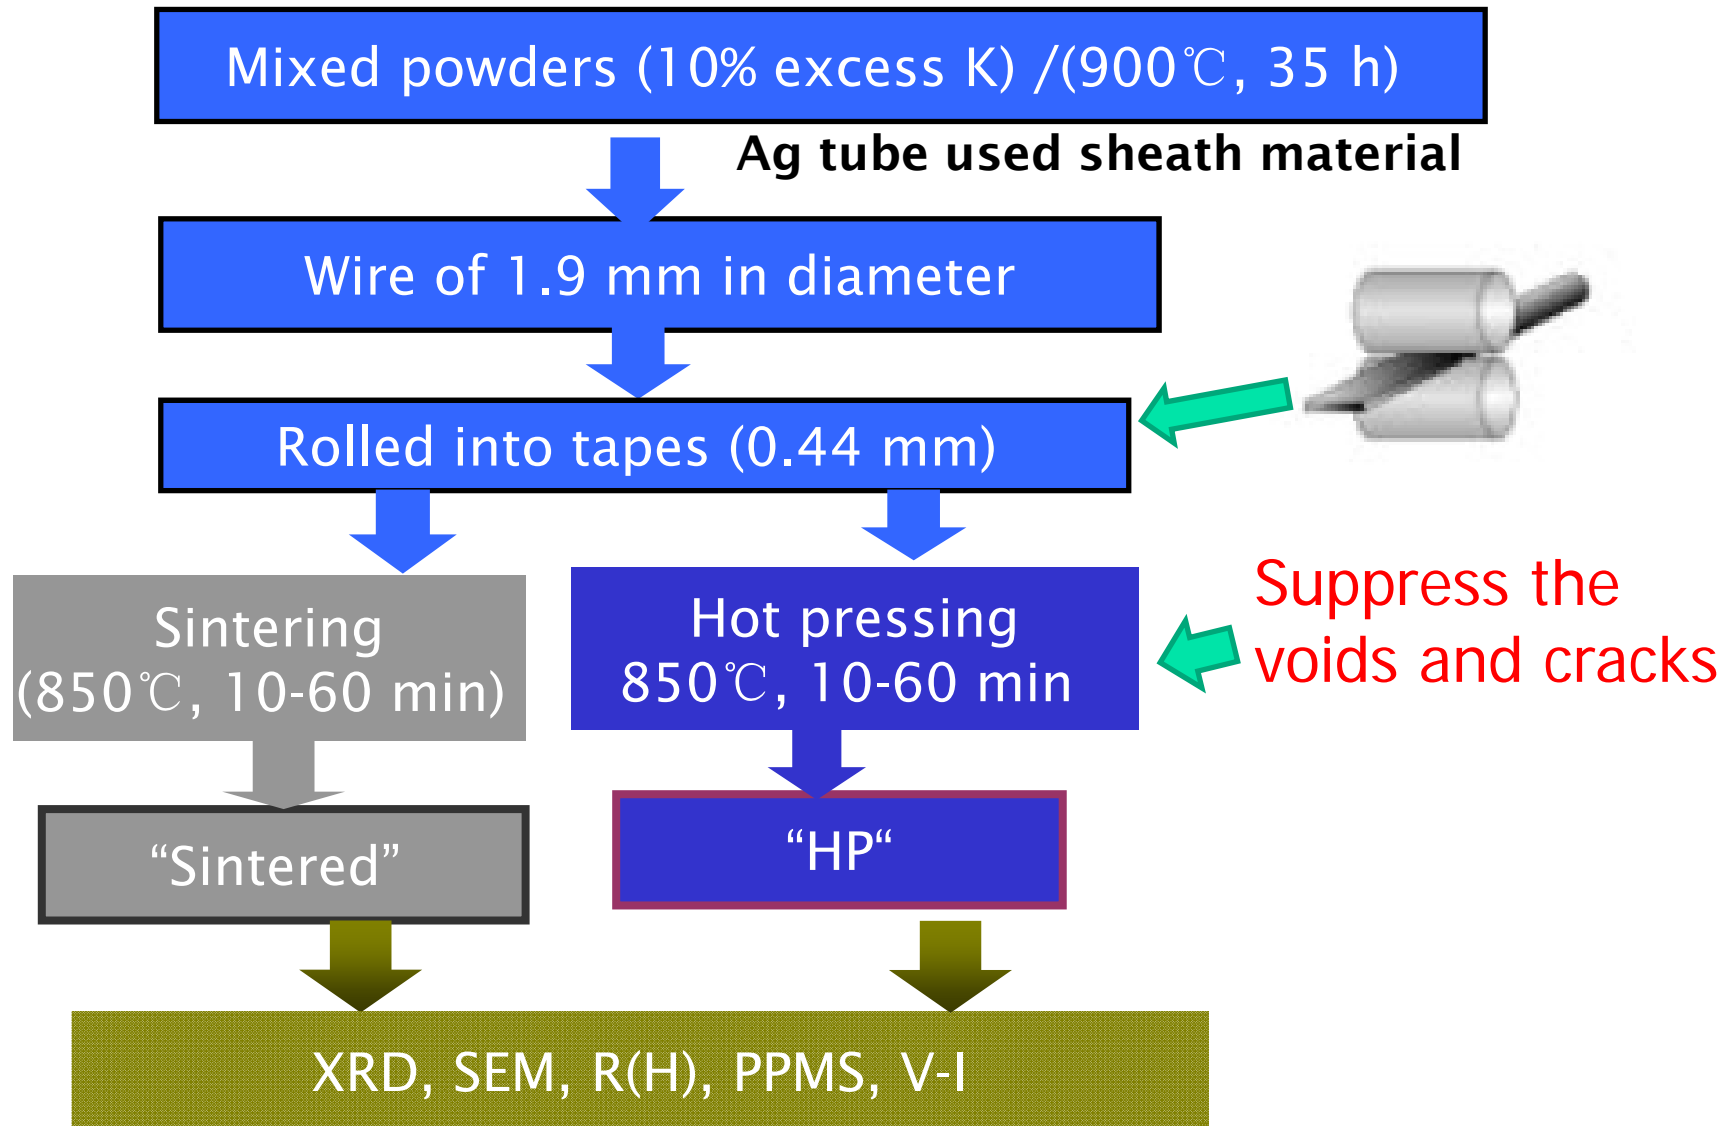 Mixed powders (10% excess K) /(900℃, 35 h)
Ag tube used sheath material
Wire of 1.9 mm in diameter
Rolled into tapes (0.44 mm)
Sintering
(850℃, 10-60 min)
Hot pressing
850℃, 10-60 min
Suppress the
voids and cracks
“Sintered”
“HP“
XRD, SEM, R(H), PPMS, V-I